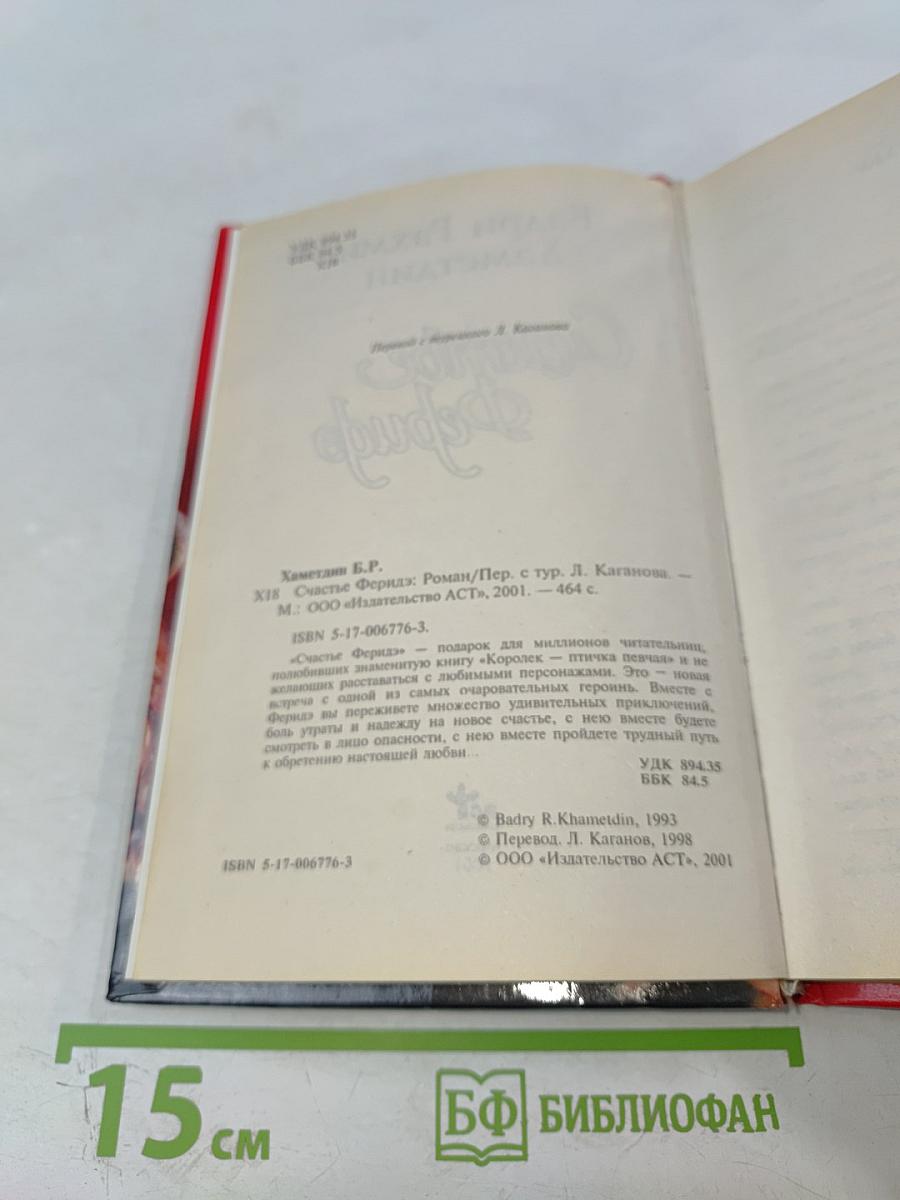 Перевод с турецкого Л. Каганова
Хаметдин Б.Р.
Х18 Счастье Феридэ: Роман/Пер. с тур. Л. Каганова. —
М.: ООО «Издательство АСТ», 2001. — 464 с.
ISBN 5-17-006776-3.
«Счастье Феридэ» — подарок для миллионов читательниц,
полюбивших знаменитую книгу «Королек — птичка певчая» и не
желающих расставаться с любимыми персонажами. Это — новая
встреча с одной из самых очаровательных героинь. Вместе с
Феридэ вы переживете множество удивительных приключений,
боль утраты и надежду на новое счастье, с нею вместе будете
смотреть в лицо опасности, с нею вместе пройдете трудный путь
к обретению настоящей любви...
УДК 894.35
ББК 84.5
© Badry R.Khametdin, 1993
© Перевод. Л. Каганов, 1998
ISBN 5-17-006776-3
© ООО «Издательство АСТ», 2001
15 см
БФ БИБЛИОФАН